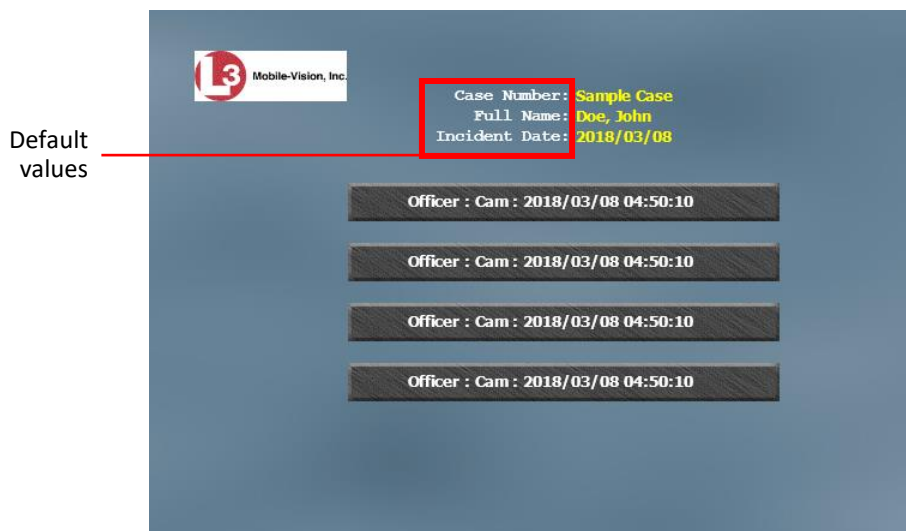 L3 Mobile-Vision, Inc.
Case Number: Sample Case
Full Name: Doe, John
Incident Date: 2018/03/08
Default
values
Officer : Cam : 2018/03/08 04:50:10
Officer : Cam : 2018/03/08 04:50:10
Officer : Cam : 2018/03/08 04:50:10
Officer : Cam : 2018/03/08 04:50:10